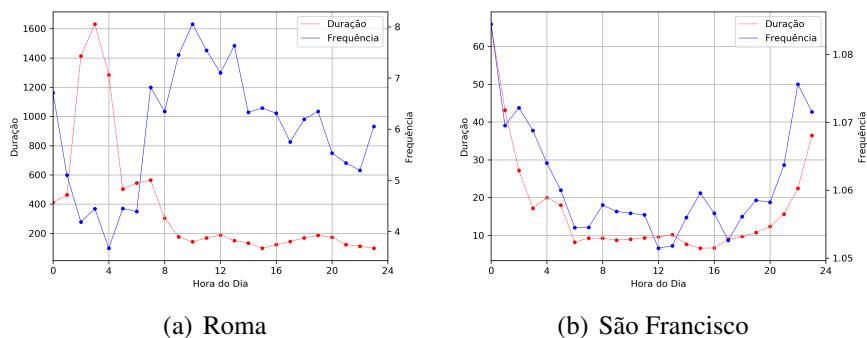 Duração
Frequência
1600
1400
1200
1000
800
600
400
200
8
7
6
5
4
0 4 8 12 16 20 24
Duração
Frequência
Hora do Dia
(a) Roma
Duração
Frequência
60
50
40
30
20
10
1.08
1.07
1.06
1.05
0 4 8 12 16 20 24
Duração
Frequência
Hora do Dia
(b) São Francisco